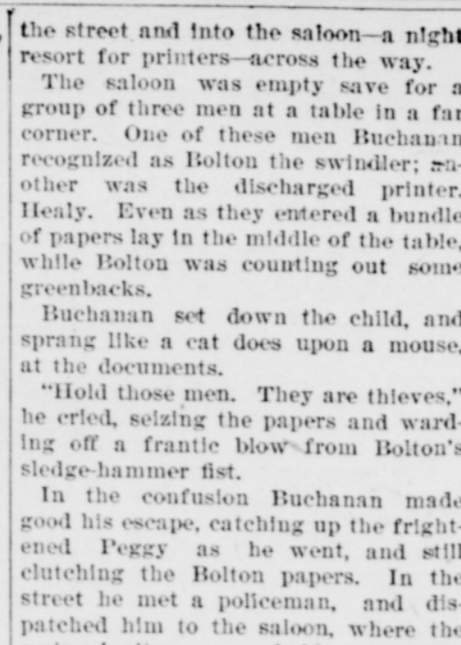 the street and into the saloon—a night
resort for printers—across the way.
The saloon was empty save for a
group of three men at a table in a far
corner. One of these men Buchanan
recognized as Bolton the swindler; an-
other was the discharged printer,
Healy. Even as they entered a bundle
of papers lay in the middle of the table,
while Bolton was counting out some
greenbacks.
Buchanan set down the child, and
sprang like a cat does upon a mouse,
at the documents.
"Hold those men. They are thieves,"
he cried, seizing the papers and ward-
ing off a frantic blow from Bolton's
sledge-hammer fist.
In the confusion Buchanan made
good his escape, catching up the fright-
ened Peggy as he went, and still
clutching the Bolton papers. In the
street he met a policeman, and dis-
patched him to the saloon, where the